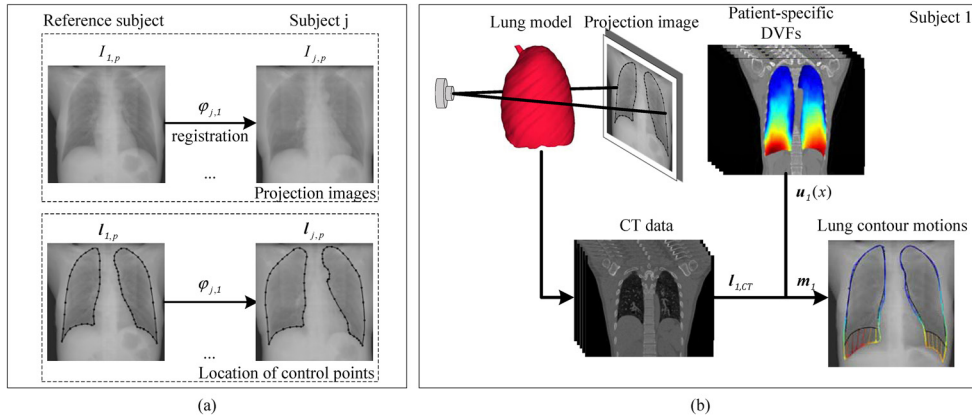 Reference subject
Subject j
I1,p
Ij,p
φj,1
registration
...
Projection images
l1,p
lj,p
φj,1
...
Location of control points
(a)
Subject 1
Lung model
Projection image
Patient-specific
DVFs
u1(x)
CT data
Lung contour motions
l1,CT
m1
(b)